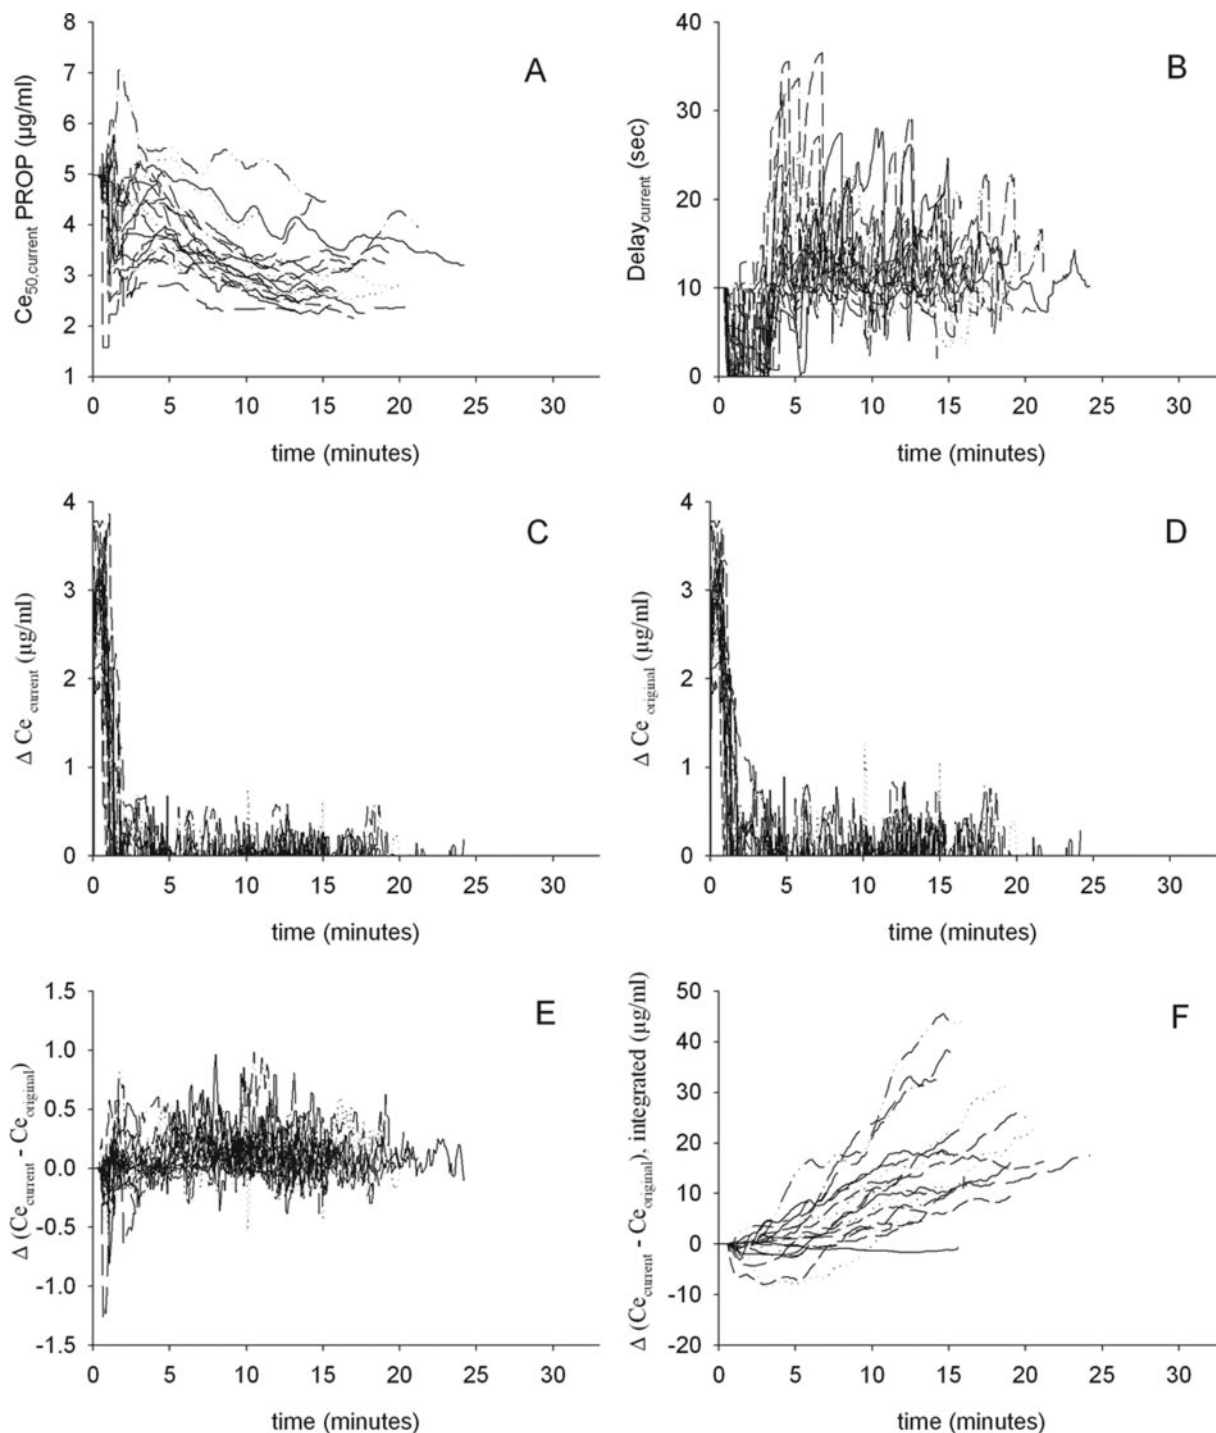 A
Ce50,current PROP (µg/ml)
8
7
6
5
4
3
2
1
0 5 10 15 20 25 30
time (minutes)
B
Delaycurrent (sec)
40
30
20
10
0
0 5 10 15 20 25 30
time (minutes)
C
Δ Ce current (µg/ml)
4
3
2
1
0
0 5 10 15 20 25 30
time (minutes)
D
Δ Ce original (µg/ml)
4
3
2
1
0
0 5 10 15 20 25 30
time (minutes)
E
Δ (Cecurrent - Ceoriginal)
1.5
1.0
0.5
0.0
-0.5
-1.0
-1.5
0 5 10 15 20 25 30
time (minutes)
F
Δ (Cecurrent - Ceoriginal), integrated (µg/ml)
50
40
30
20
10
0
-10
-20
0 5 10 15 20 25 30
time (minutes)